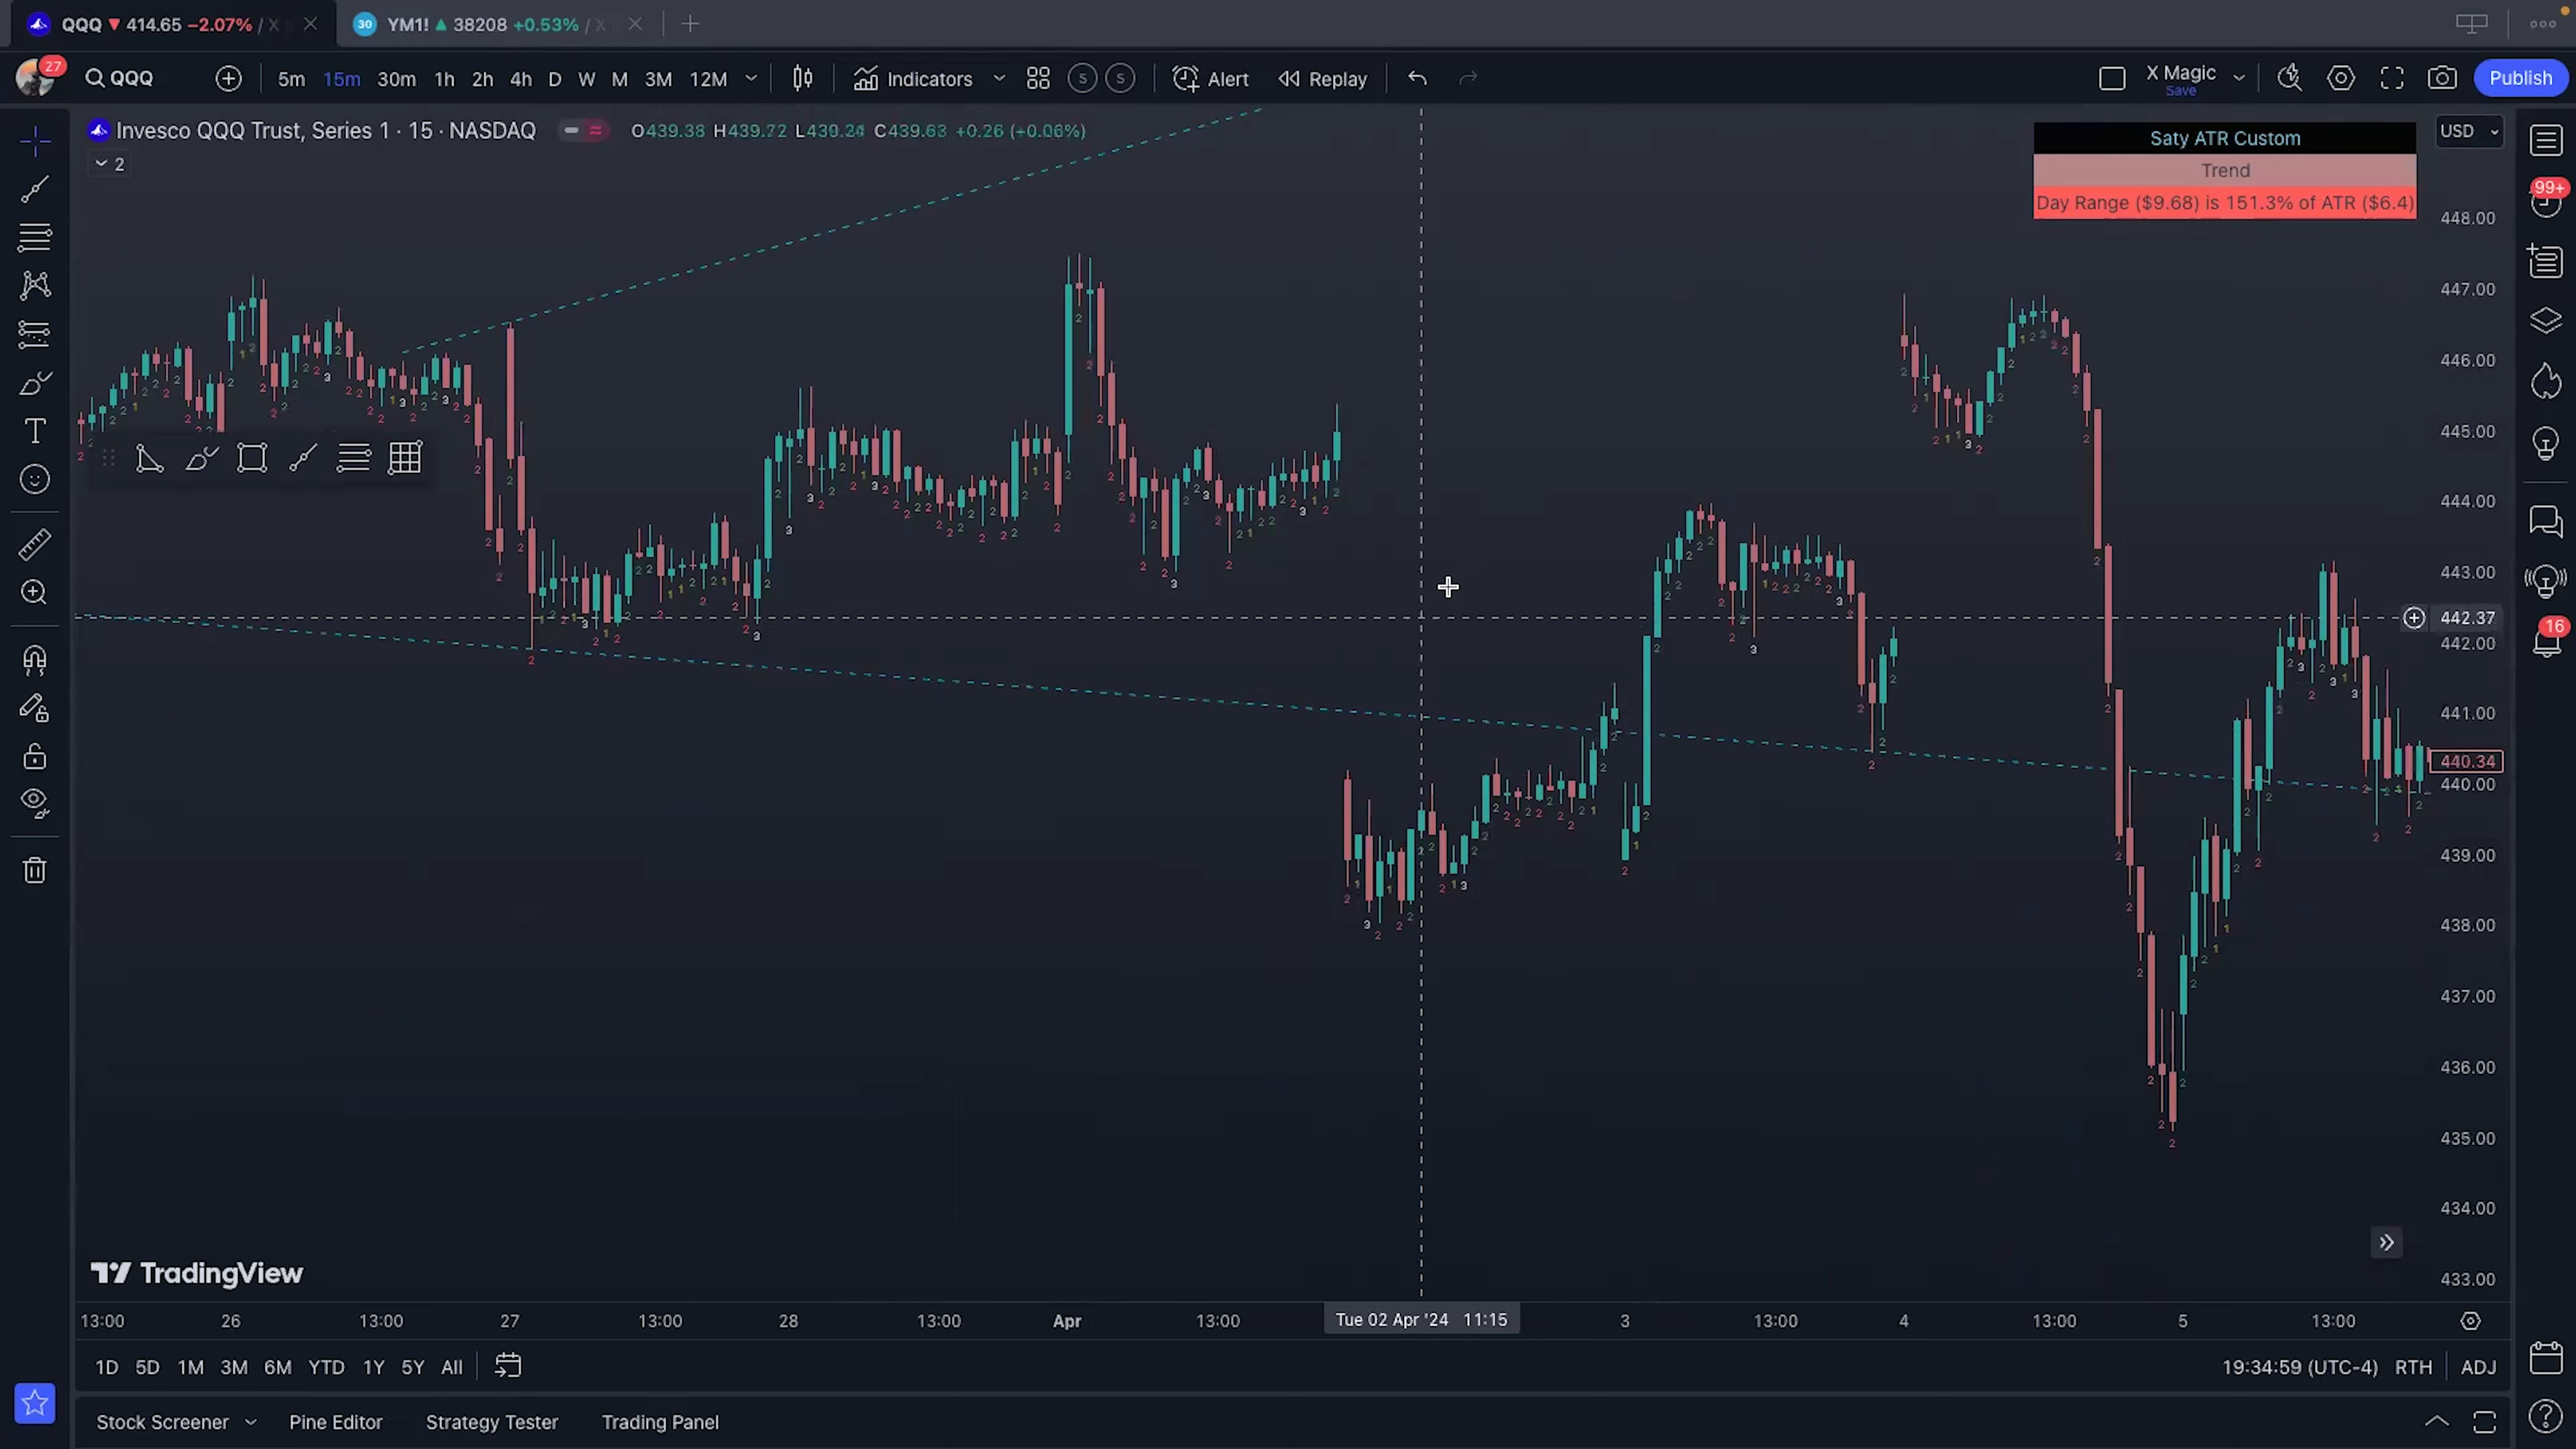 QQQ ▼ 414.65 −2.07% / X
YM1! ▲ 38208 +0.53% / X
27
QQQ
5m 15m 30m 1h 2h 4h D W M 3M 12M
Indicators
S S
Alert
Replay
X Magic
Save
Publish
Invesco QQQ Trust, Series 1 · 15 · NASDAQ
O439.38 H439.72 L439.24 C439.63 +0.26 (+0.06%)
2
Saty ATR Custom
Trend
Day Range ($9.68) is 151.3% of ATR ($6.4)
USD
99+
16
448.00
447.00
446.00
445.00
444.00
443.00
442.37
442.00
441.00
440.34
440.00
439.00
438.00
437.00
436.00
435.00
434.00
433.00
TradingView
13:00 26 13:00 27 13:00 28 13:00 Apr 13:00 Tue 02 Apr '24 11:15 3 13:00 4 13:00 5 13:00
1D 5D 1M 3M 6M YTD 1Y 5Y All
19:34:59 (UTC-4) RTH ADJ
Stock Screener Pine Editor Strategy Tester Trading Panel